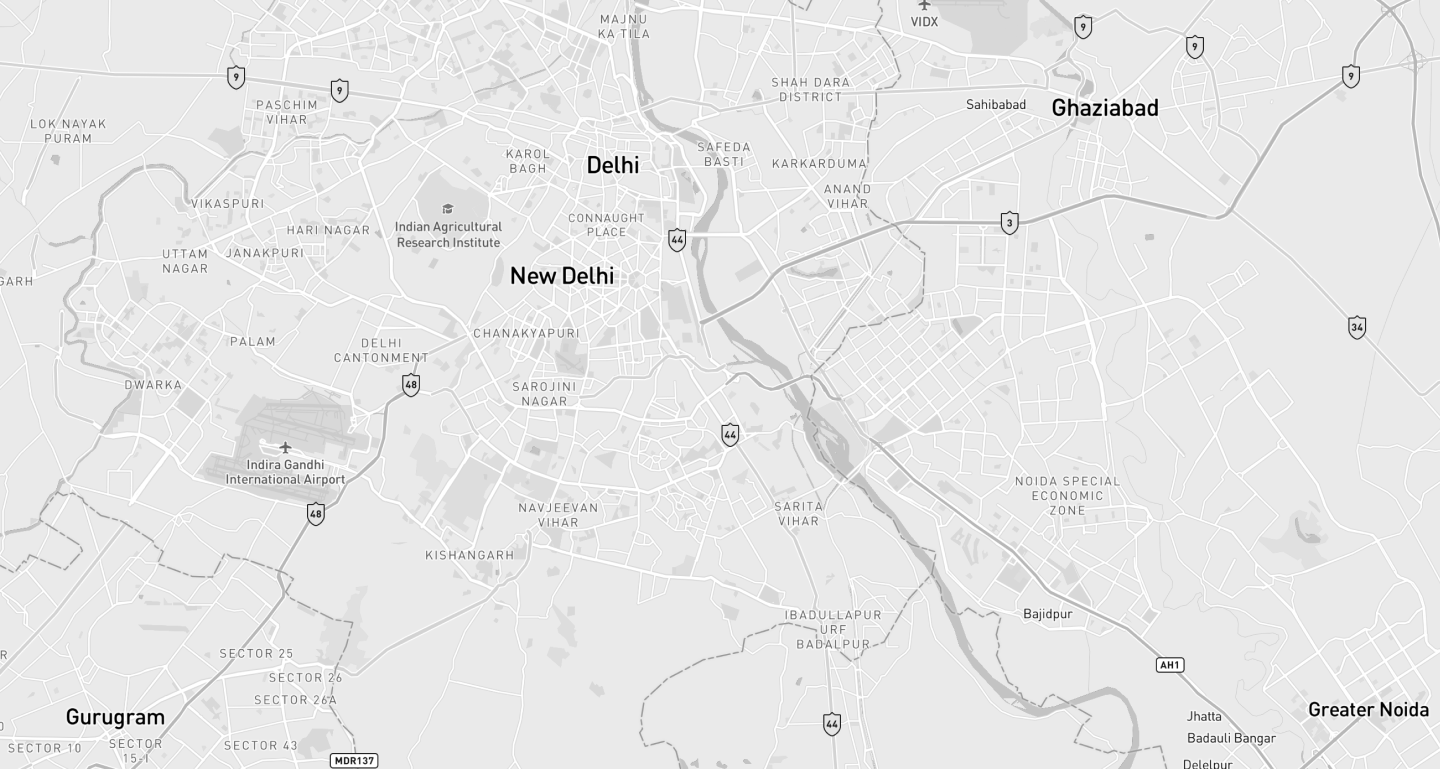 MAJNU
KA TILA
VIDX
9
9
9
9
9
SHAH DARA
DISTRICT
Sahibabad
Ghaziabad
PASCHIM
VIHAR
LOK NAYAK
PURAM
KAROL
BAGH
Delhi
SAFEDA
BASTI
KARKARDUMA
ANAND
VIHAR
VIKASPURI
HARI NAGAR
Indian Agricultural
Research Institute
CONNAUGHT
PLACE
44
3
UTTAM
NAGAR
JANAKPURI
GARH
New Delhi
34
CHANAKYAPURI
PALAM
DELHI
CANTONMENT
DWARKA
48
SAROJINI
NAGAR
44
Indira Gandhi
International Airport
48
NAVJEEVAN
VIHAR
SARITA
VIHAR
NOIDA SPECIAL
ECONOMIC
ZONE
KISHANGARH
IBADULLAPUR
URF
BADALPUR
Bajidpur
R
SECTOR 25
SECTOR 26
SECTOR 26A
AH1
Gurugram
44
Greater Noida
Jhatta
Badauli Bangar
SECTOR 10
SECTOR
15-I
SECTOR 43
MDR137
Delelpur